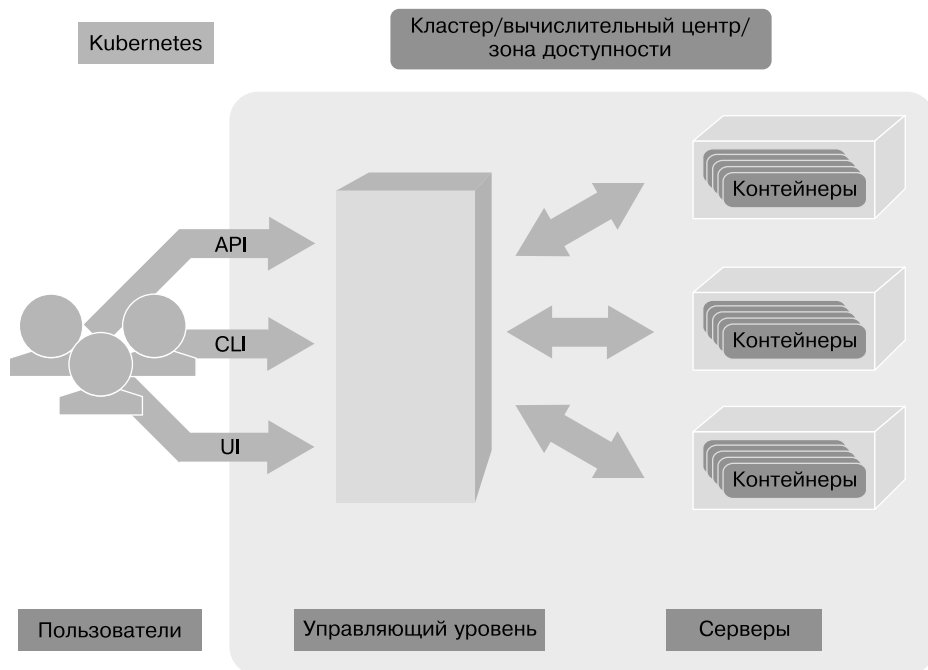 Kubernetes
Кластер/вычислительный центр/
зона доступности
API
CLI
UI
Контейнеры
Контейнеры
Контейнеры
Пользователи
Управляющий уровень
Серверы